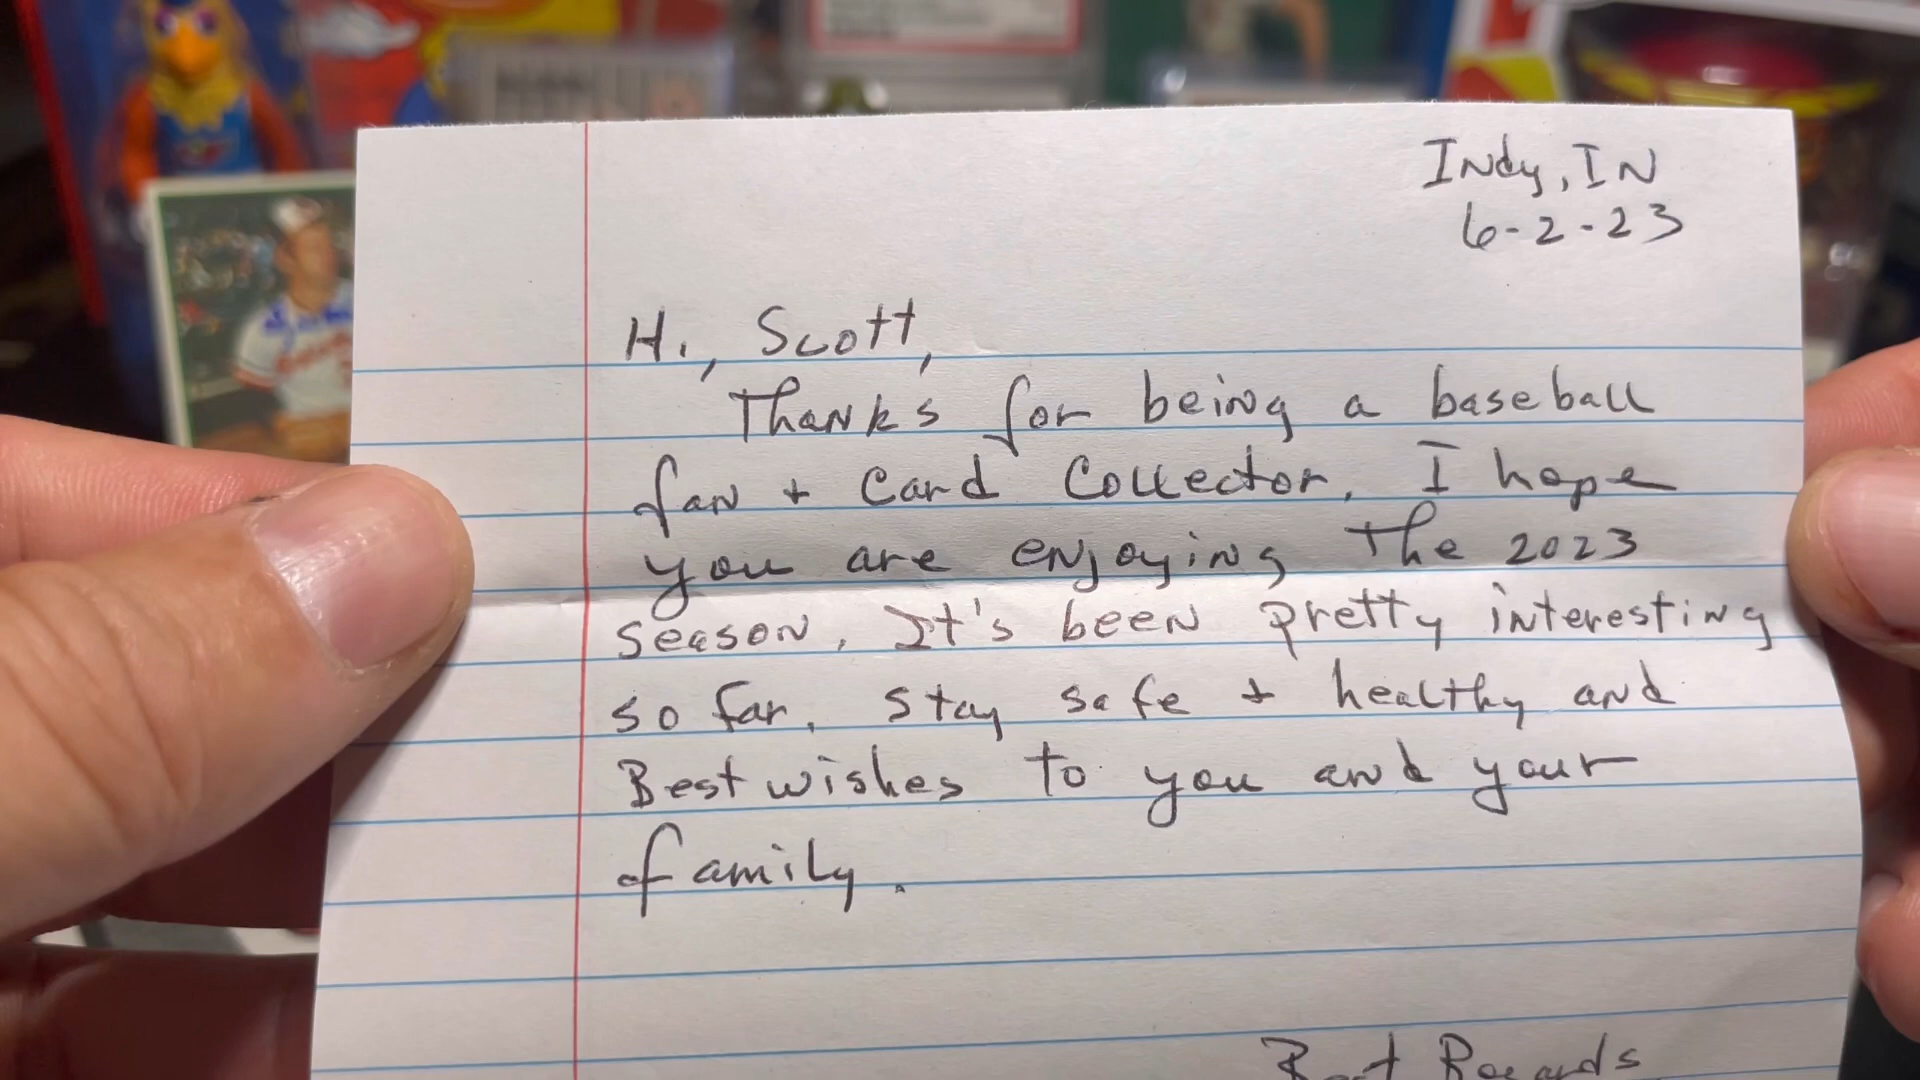 Indy, IN
6-2-23
Hi, Scott,
Thanks for being a baseball
fan + card collector. I hope
you are enjoying the 2023
season. It's been pretty interesting
so far. Stay safe + healthy and
Best wishes to you and your
family.
Best Regards